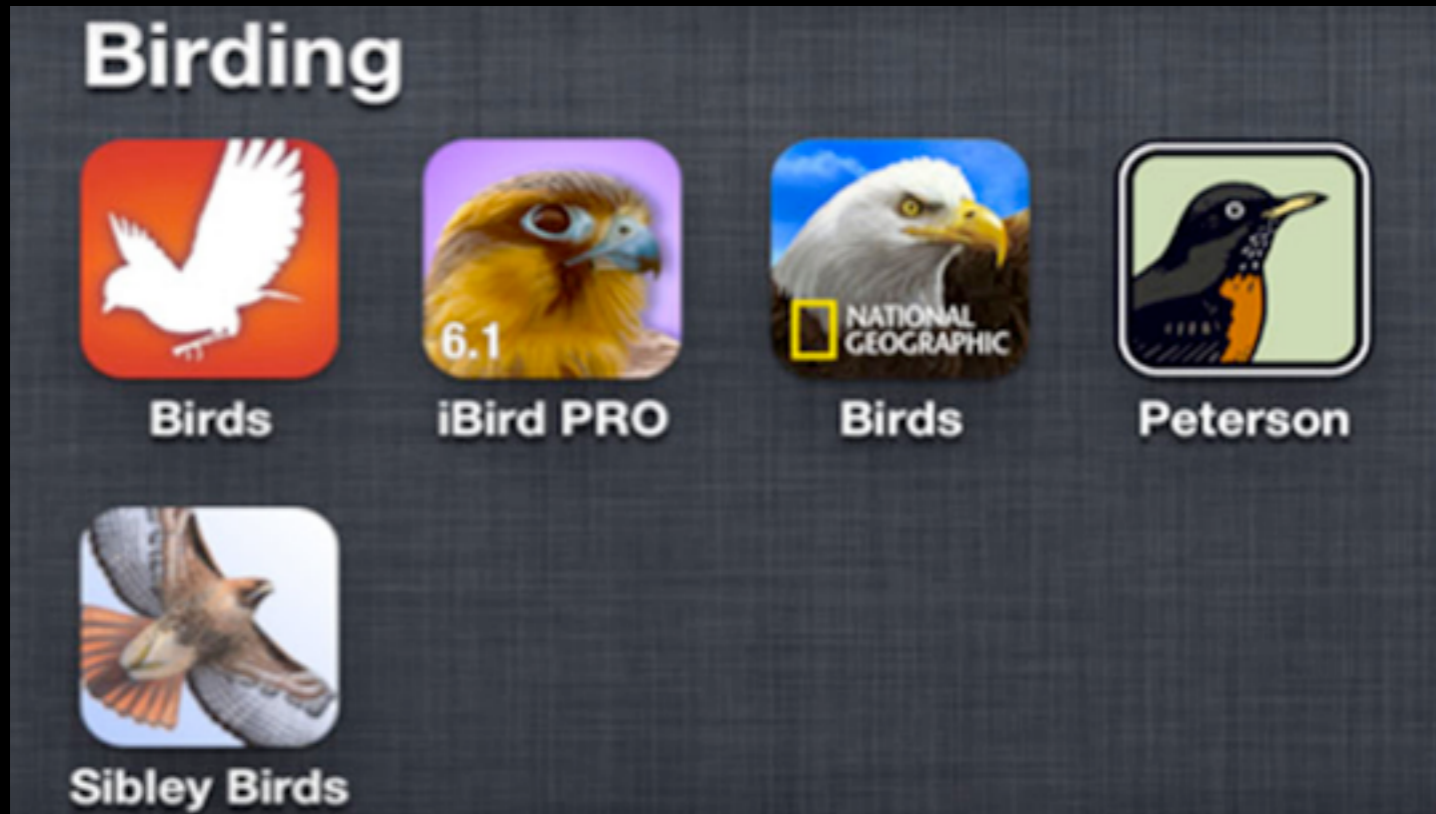 Birding
6.1
NATIONAL
GEOGRAPHIC
Birds
iBird PRO
Birds
Peterson
Sibley Birds